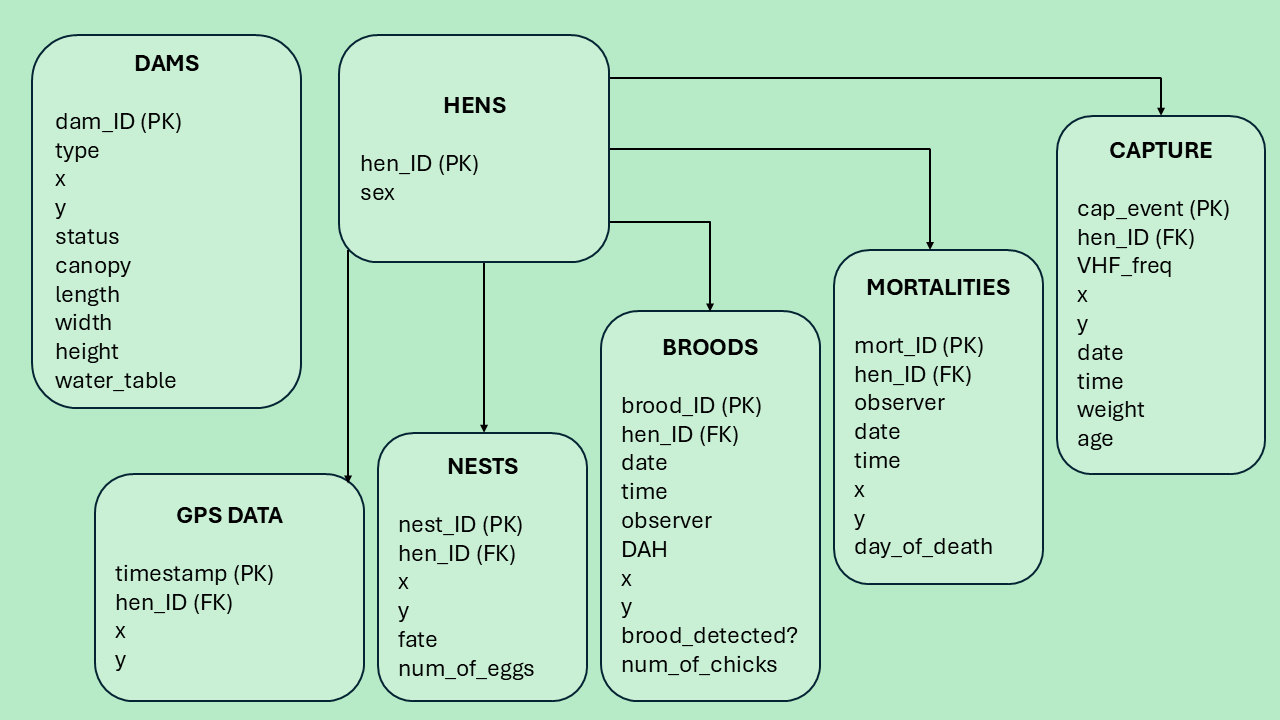 DAMS
dam_ID (PK)
type
x
y
status
canopy
length
width
height
water_table
HENS
hen_ID (PK)
sex
CAPTURE
cap_event (PK)
hen_ID (FK)
VHF_freq
x
y
date
time
weight
age
MORTALITIES
mort_ID (PK)
hen_ID (FK)
observer
date
time
x
y
day_of_death
BROODS
brood_ID (PK)
hen_ID (FK)
date
time
observer
DAH
x
y
brood_detected?
num_of_chicks
NESTS
nest_ID (PK)
hen_ID (FK)
x
y
fate
num_of_eggs
GPS DATA
timestamp (PK)
hen_ID (FK)
x
y